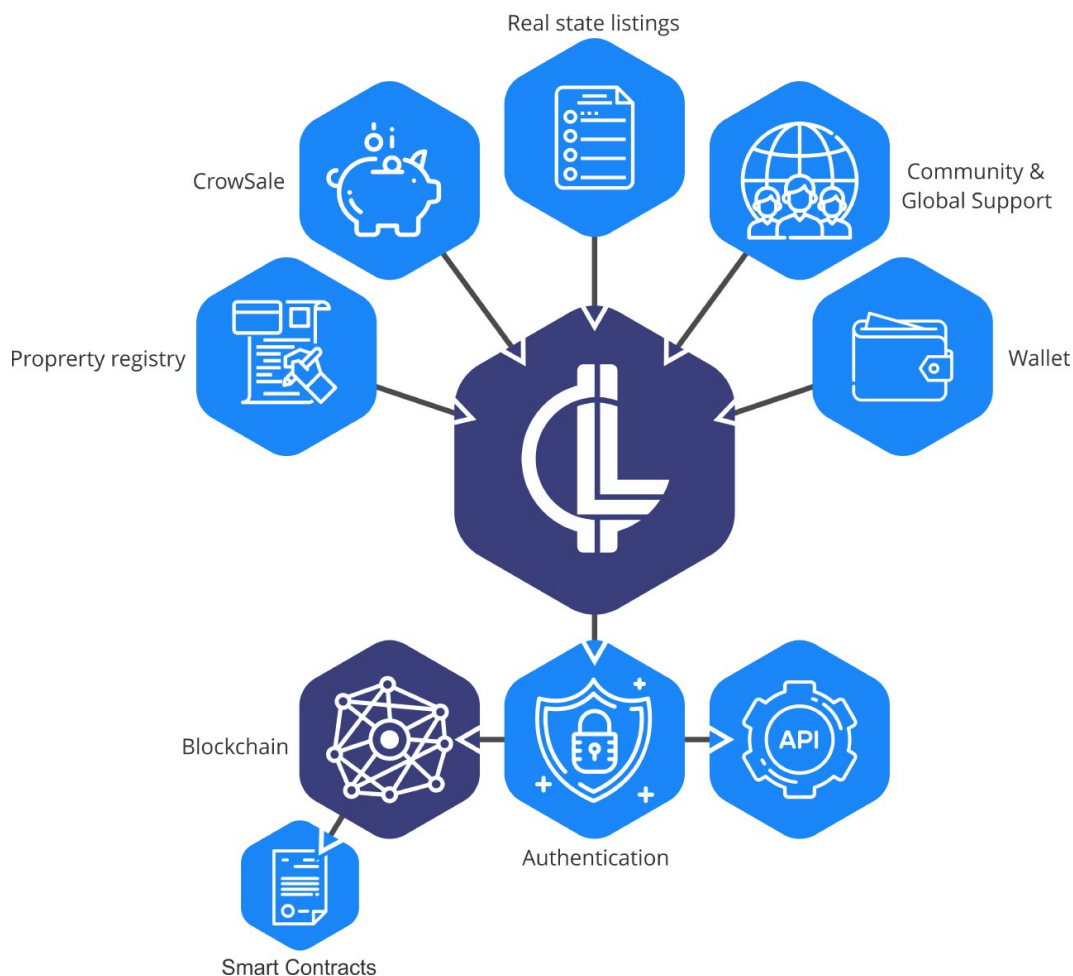 Real state listings
CrowSale
Community &
Global Support
Proprerty registry
Wallet
Blockchain
API
Authentication
Smart Contracts